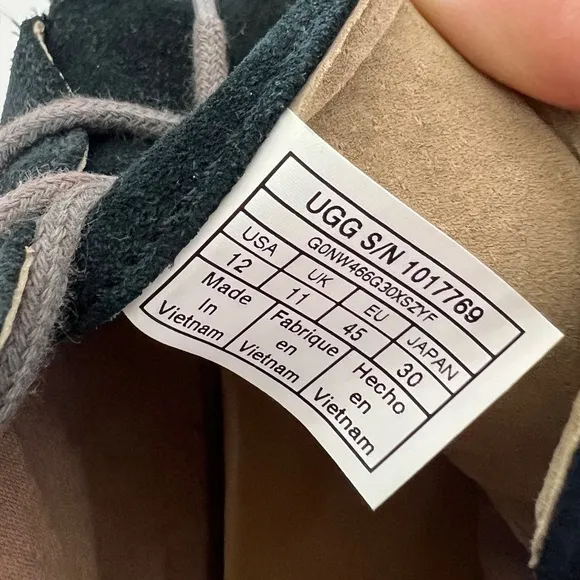 UGG S/N 1017769
G0NW466G30XSZYF
USA UK EU JAPAN
12 11 45 30
Made In Vietnam
Fabrique en Vietnam
Hecho en Vietnam